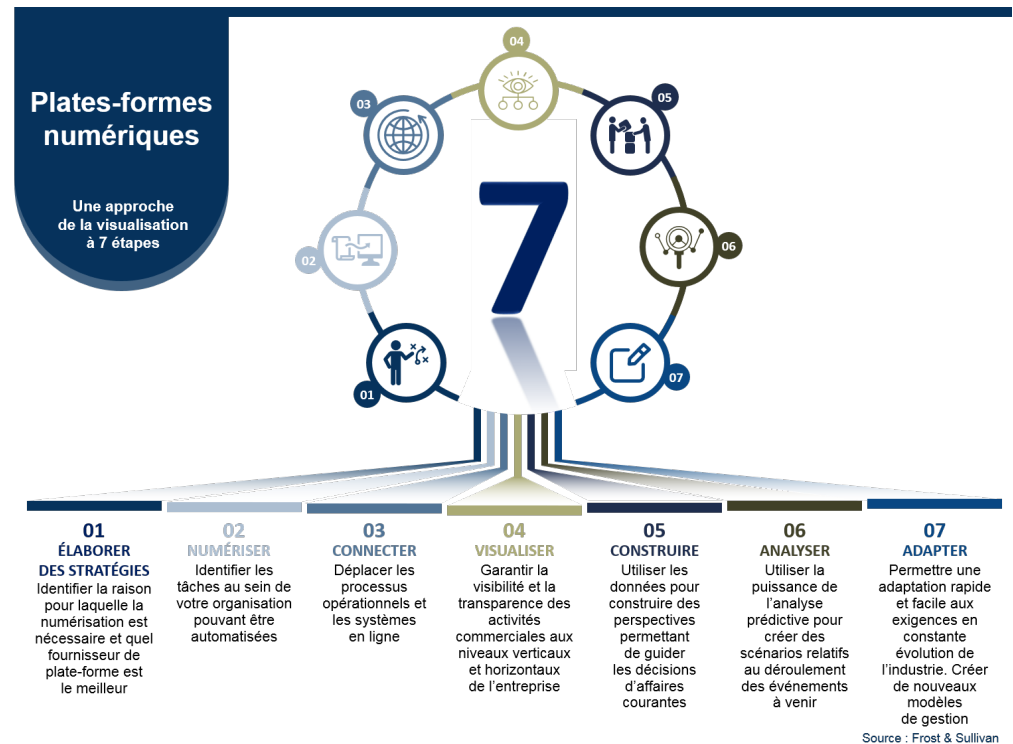 Plates-formes
numériques
Une approche
de la visualisation
à 7 étapes
04
03
05
02
06
01
07
7
01
ÉLABORER
DES STRATÉGIES
Identifier la raison
pour laquelle la
numérisation est
nécessaire et quel
fournisseur de
plate-forme est
le meilleur
02
NUMÉRISER
Identifier les
tâches au sein de
votre organisation
pouvant être
automatisées
03
CONNECTER
Déplacer les
processus
opérationnels et
les systèmes
en ligne
04
VISUALISER
Garantir la
visibilité et la
transparence des
activités
commerciales aux
niveaux verticaux
et horizontaux
de l'entreprise
05
CONSTRUIRE
Utiliser les
données pour
construire des
perspectives
permettant
de guider
les décisions
d'affaires
courantes
06
ANALYSER
Utiliser la
puissance de
l'analyse
prédictive pour
créer des
scénarios relatifs
au déroulement
des événements
à venir
07
ADAPTER
Permettre une
adaptation rapide
et facile aux
exigences en
constante
évolution de
l'industrie. Créer
de nouveaux
modèles
de gestion
Source : Frost & Sullivan